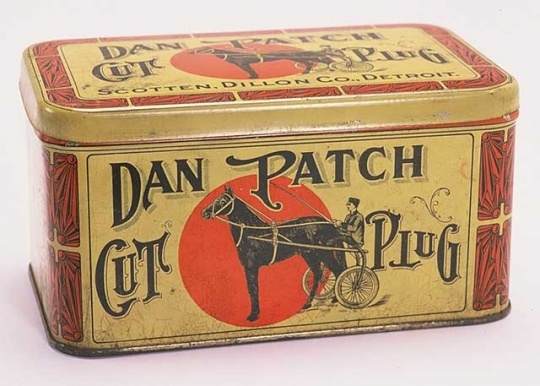 DAN PATCH
CUT PLUG
SCOTTEN, DILLON CO., DETROIT.
DAN PATCH
CUT PLUG